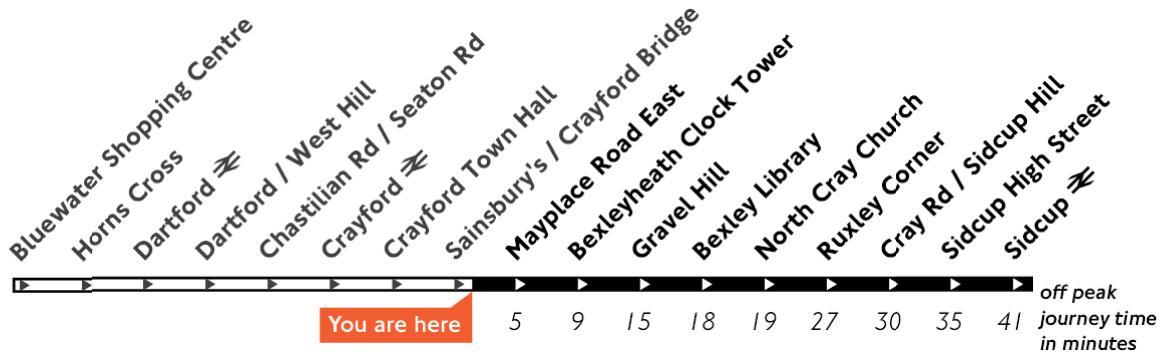 Bluewater Shopping Centre
Horns Cross
Dartford
Dartford / West Hill
Chastilian Rd / Seaton Rd
Crayford
Crayford Town Hall
Sainsbury's / Crayford Bridge
Mayplace Road East
Bexleyheath Clock Tower
Gravel Hill
Bexley Library
North Cray Church
Ruxley Corner
Cray Rd / Sidcup Hill
Sidcup High Street
Sidcup
You are here
5 9 15 18 19 27 30 35 41
off peak
journey time
in minutes